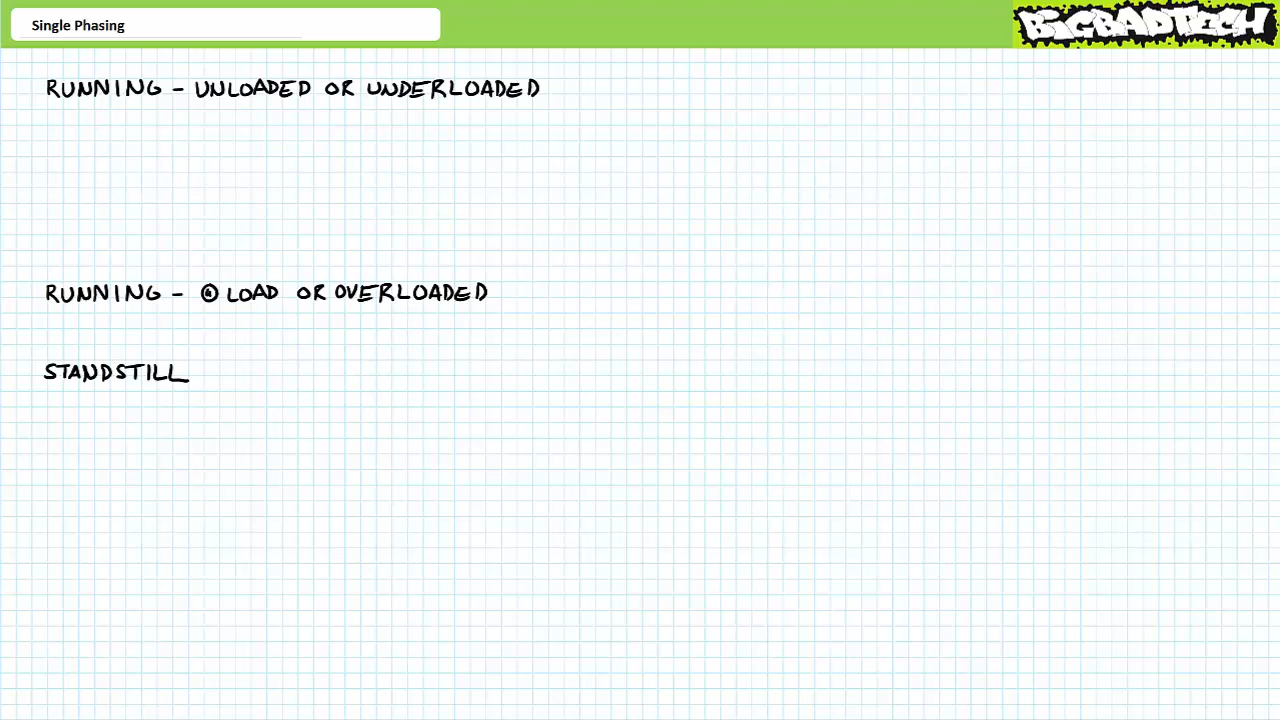 Single Phasing
BIGBADTECH
RUNNING - UNLOADED OR UNDERLOADED
RUNNING - @ LOAD OR OVERLOADED
STANDSTILL